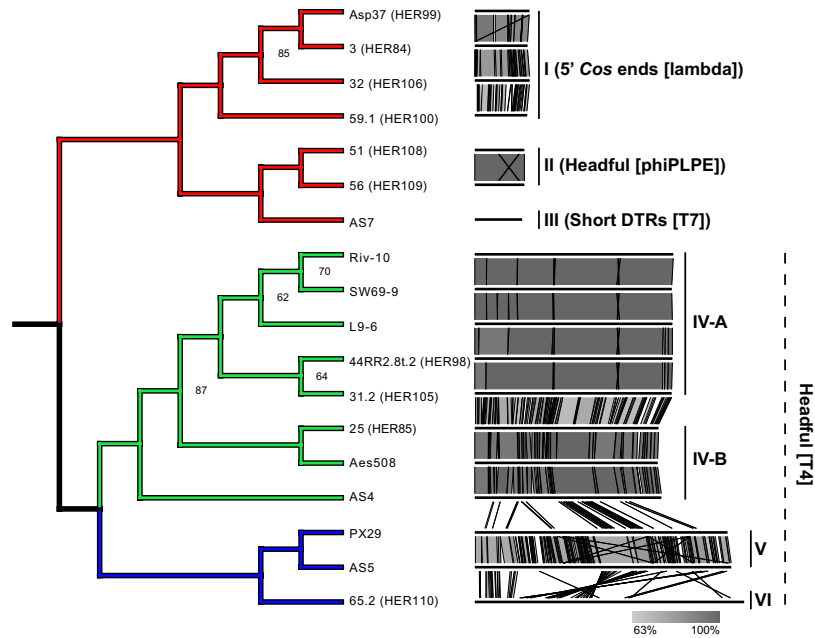 Asp37 (HER99)
3 (HER84)
85
32 (HER106)
59.1 (HER100)
I (5' Cos ends [lambda])
51 (HER108)
56 (HER109)
II (Headful [phiPLPE])
AS7
III (Short DTRs [T7])
Riv-10
70
SW69-9
62
L9-6
IV-A
44RR2.8t.2 (HER98)
64
87
31.2 (HER105)
25 (HER85)
Aes508
IV-B
AS4
Headful [T4]
PX29
V
AS5
65.2 (HER110)
VI
63% 100%